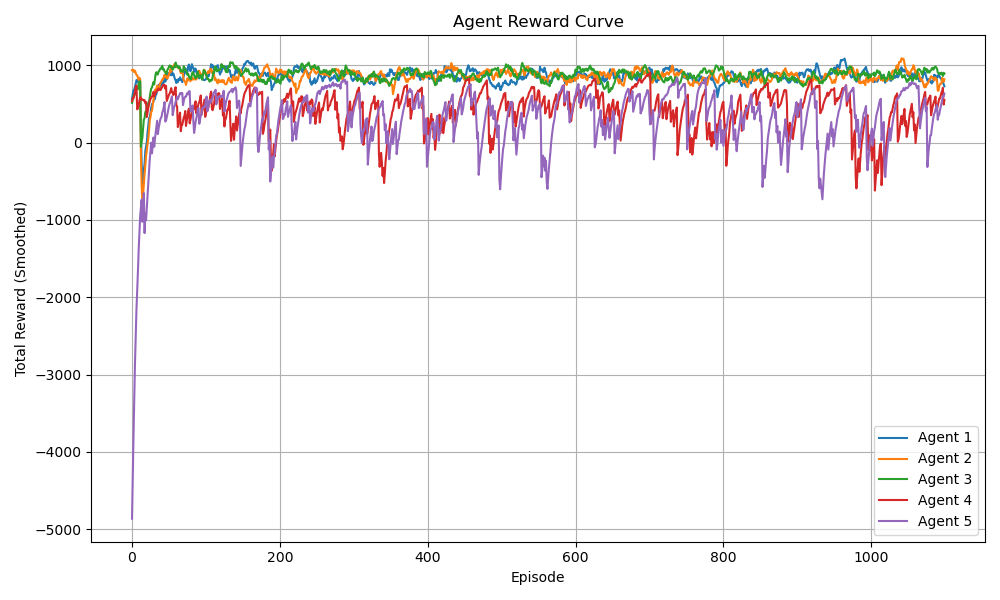 Agent Reward Curve
Total Reward (Smoothed)
1000
0
−1000
−2000
−3000
−4000
−5000
0 200 400 600 800 1000
Episode
Agent 1
Agent 2
Agent 3
Agent 4
Agent 5